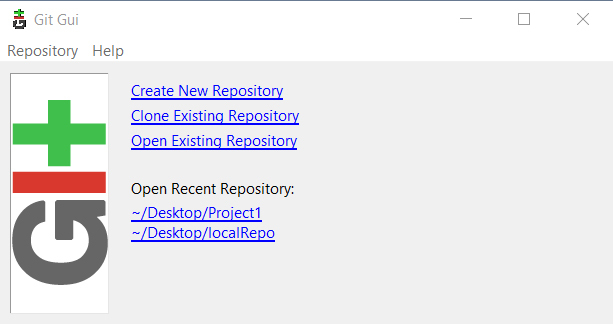 Git Gui
Repository Help
Create New Repository
Clone Existing Repository
Open Existing Repository
Open Recent Repository:
~/Desktop/Project1
~/Desktop/localRepo
GIt